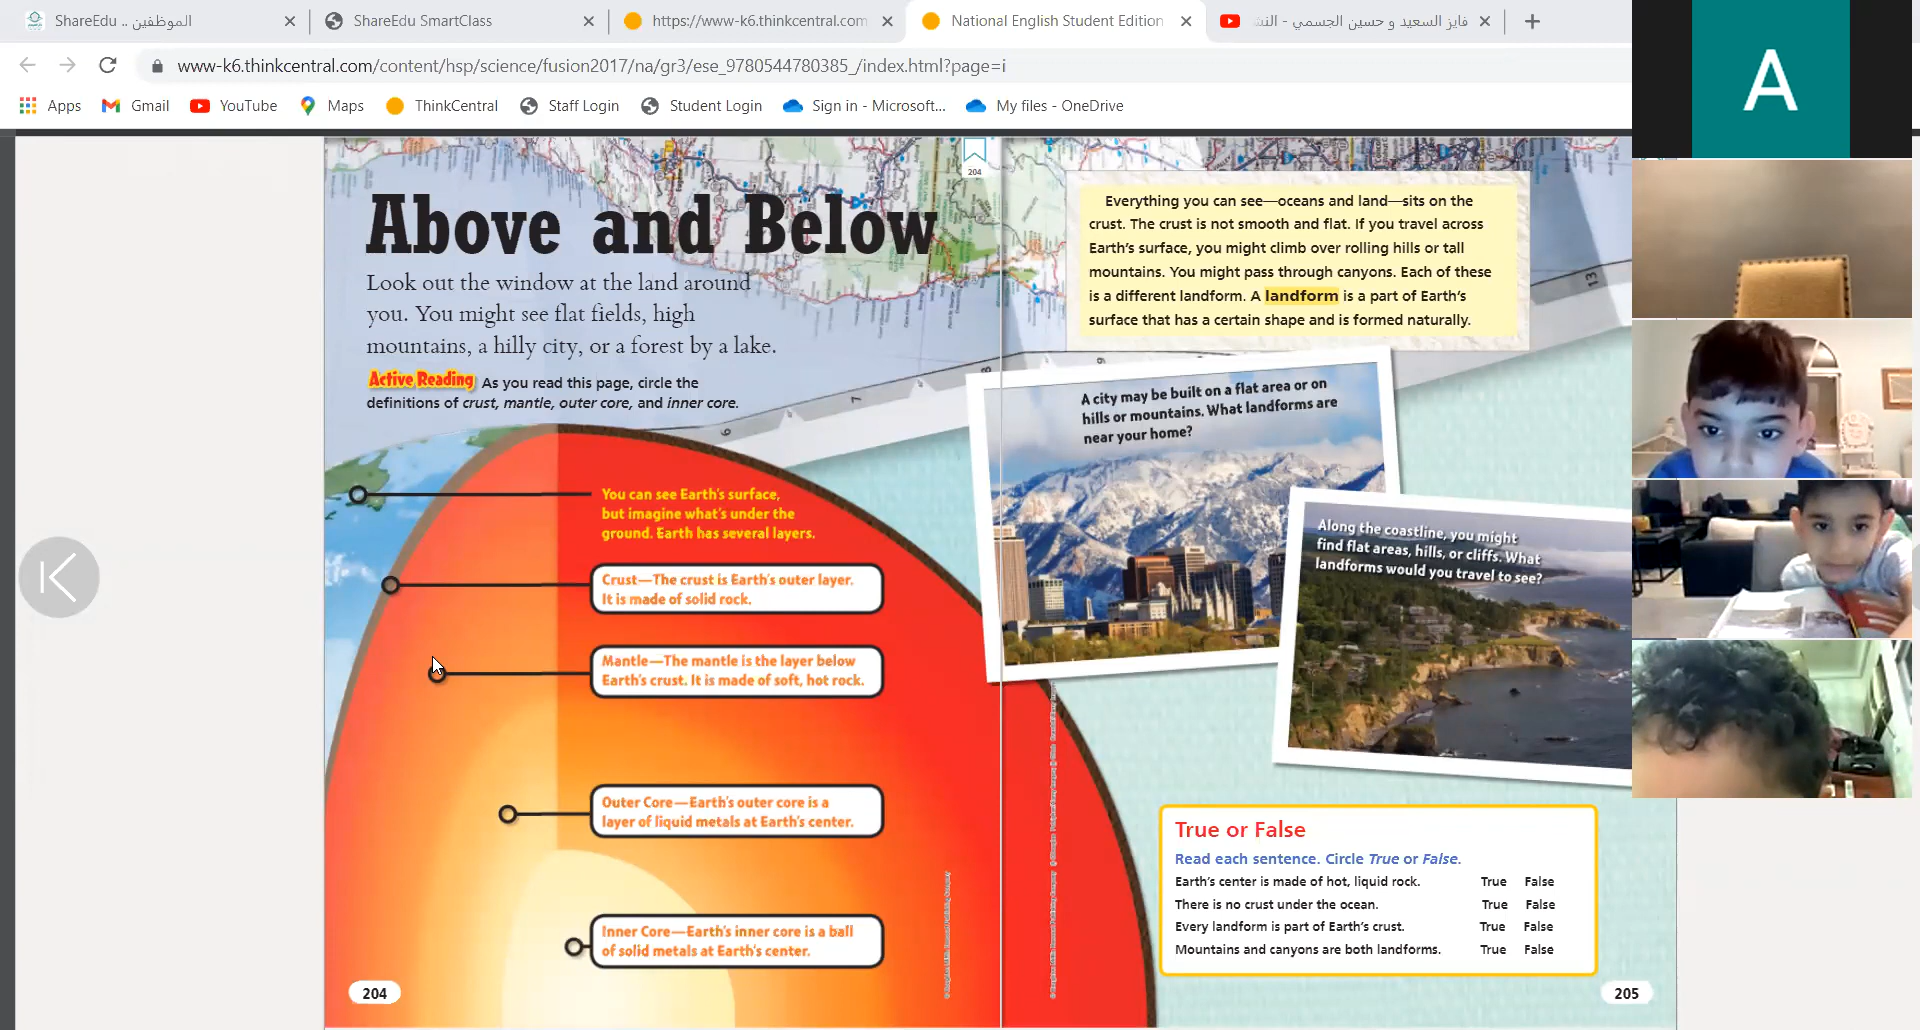 ShareEdu .. الموظفين
ShareEdu SmartClass
https://www-k6.thinkcentral.com
National English Student Edition
فايز السعيد و حسين الجسمي - النش
www-k6.thinkcentral.com/content/hsp/science/fusion2017/na/gr3/ese_9780544780385_/index.html?page=i
Apps
Gmail
YouTube
Maps
ThinkCentral
Staff Login
Student Login
Sign in - Microsoft...
My files - OneDrive
A
204
Above and Below
Look out the window at the land around
you. You might see flat fields, high
mountains, a hilly city, or a forest by a lake.
Active Reading As you read this page, circle the
definitions of crust, mantle, outer core, and inner core.
6
7
8
9
13
You can see Earth's surface,
but imagine what's under the
ground. Earth has several layers.
Crust—The crust is Earth's outer layer.
It is made of solid rock.
Mantle—The mantle is the layer below
Earth's crust. It is made of soft, hot rock.
Outer Core—Earth's outer core is a
layer of liquid metals at Earth's center.
Inner Core—Earth's inner core is a ball
of solid metals at Earth's center.
204
Everything you can see—oceans and land—sits on the
crust. The crust is not smooth and flat. If you travel across
Earth's surface, you might climb over rolling hills or tall
mountains. You might pass through canyons. Each of these
is a different landform. A landform is a part of Earth's
surface that has a certain shape and is formed naturally.
A city may be built on a flat area or on
hills or mountains. What landforms are
near your home?
Along the coastline, you might
find flat areas, hills, or cliffs. What
landforms would you travel to see?
True or False
Read each sentence. Circle True or False.
Earth's center is made of hot, liquid rock. True False
There is no crust under the ocean. True False
Every landform is part of Earth's crust. True False
Mountains and canyons are both landforms. True False
205